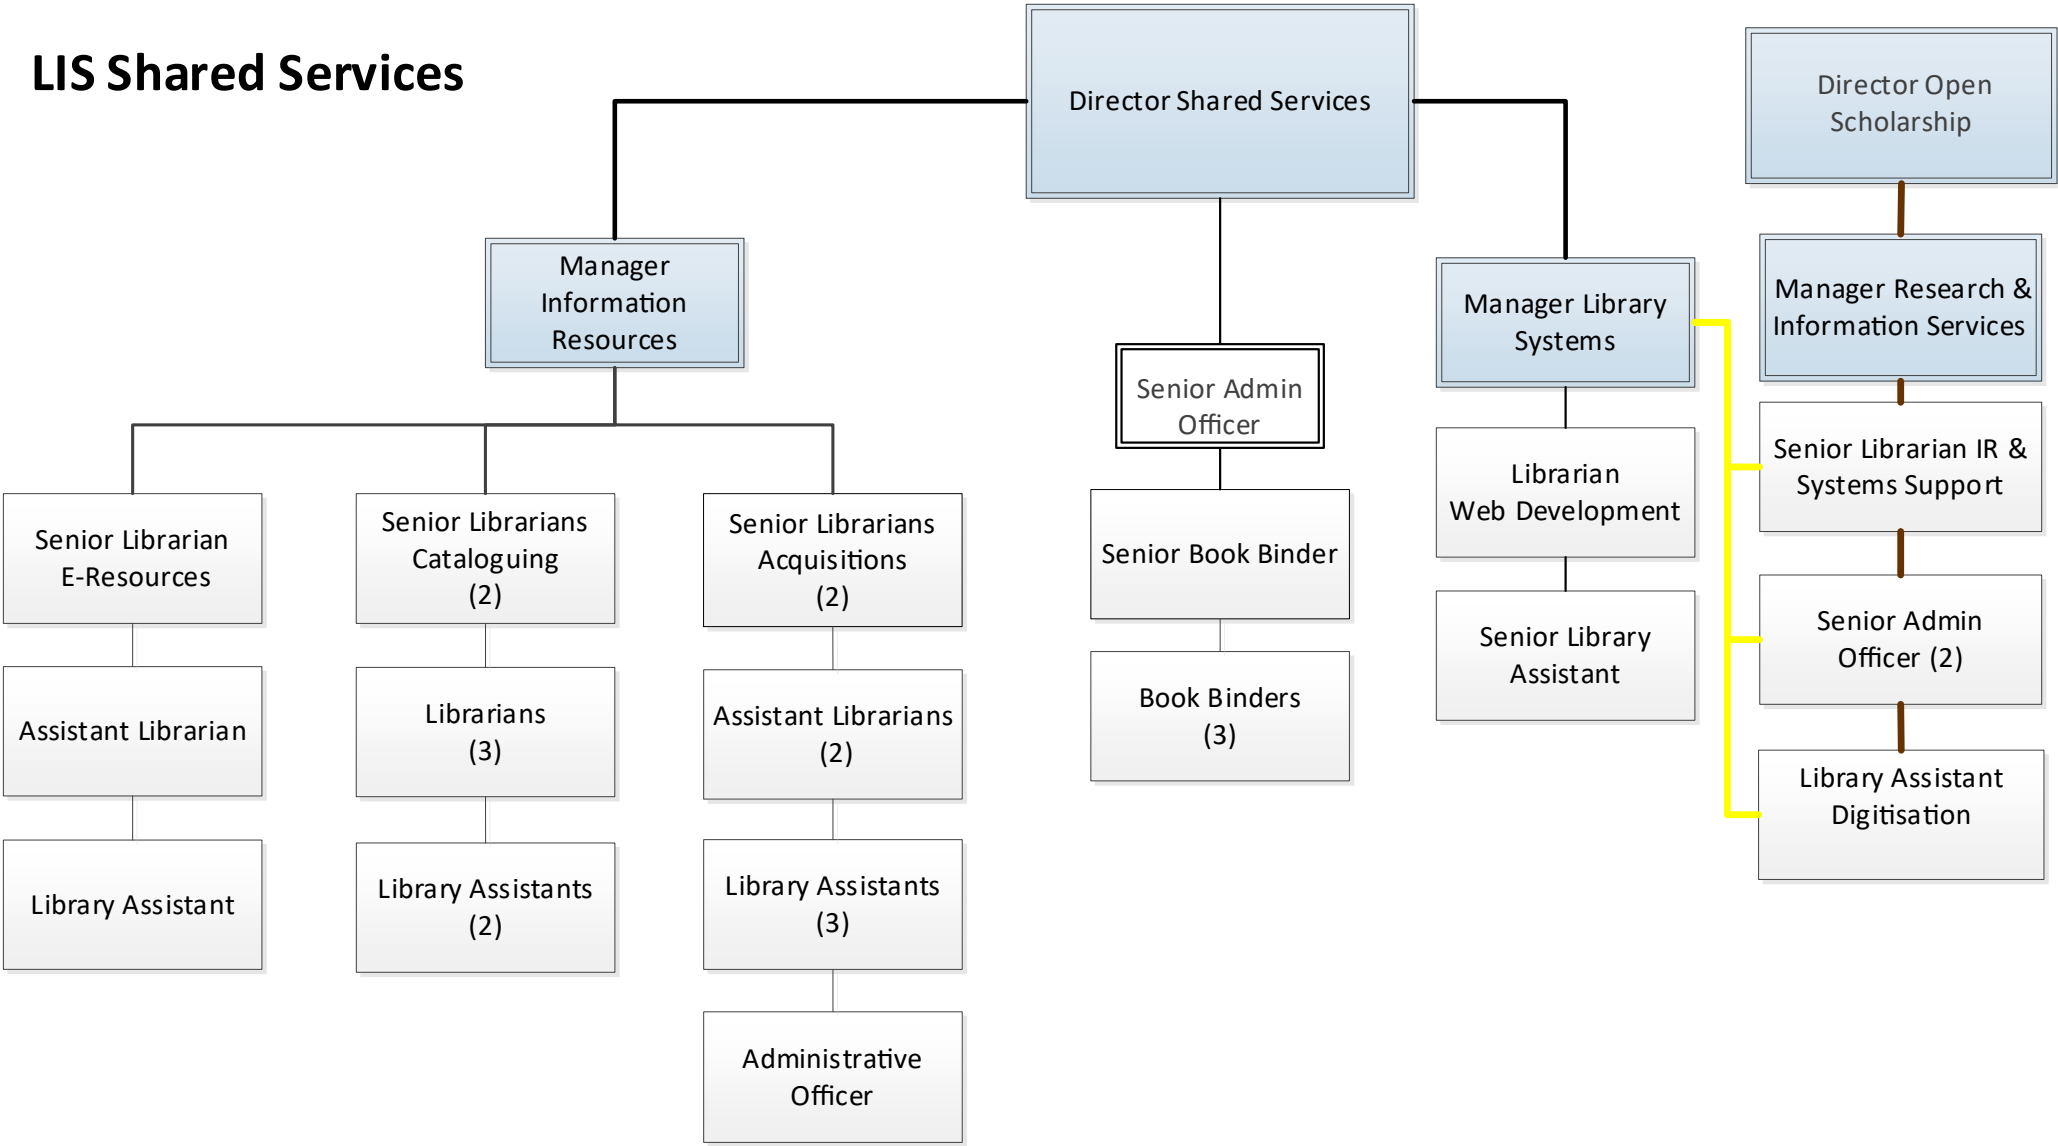 LIS Shared Services
Director Shared Services
Director Open
Scholarship
Manager
Information
Resources
Senior Admin
Officer
Manager Library
Systems
Manager Research &
Information Services
Senior Librarian
E-Resources
Assistant Librarian
Library Assistant
Senior Librarians
Cataloguing
(2)
Librarians
(3)
Library Assistants
(2)
Senior Librarians
Acquisitions
(2)
Assistant Librarians
(2)
Library Assistants
(3)
Administrative
Officer
Senior Book Binder
Book Binders
(3)
Librarian
Web Development
Senior Library
Assistant
Senior Librarian IR &
Systems Support
Senior Admin
Officer (2)
Library Assistant
Digitisation